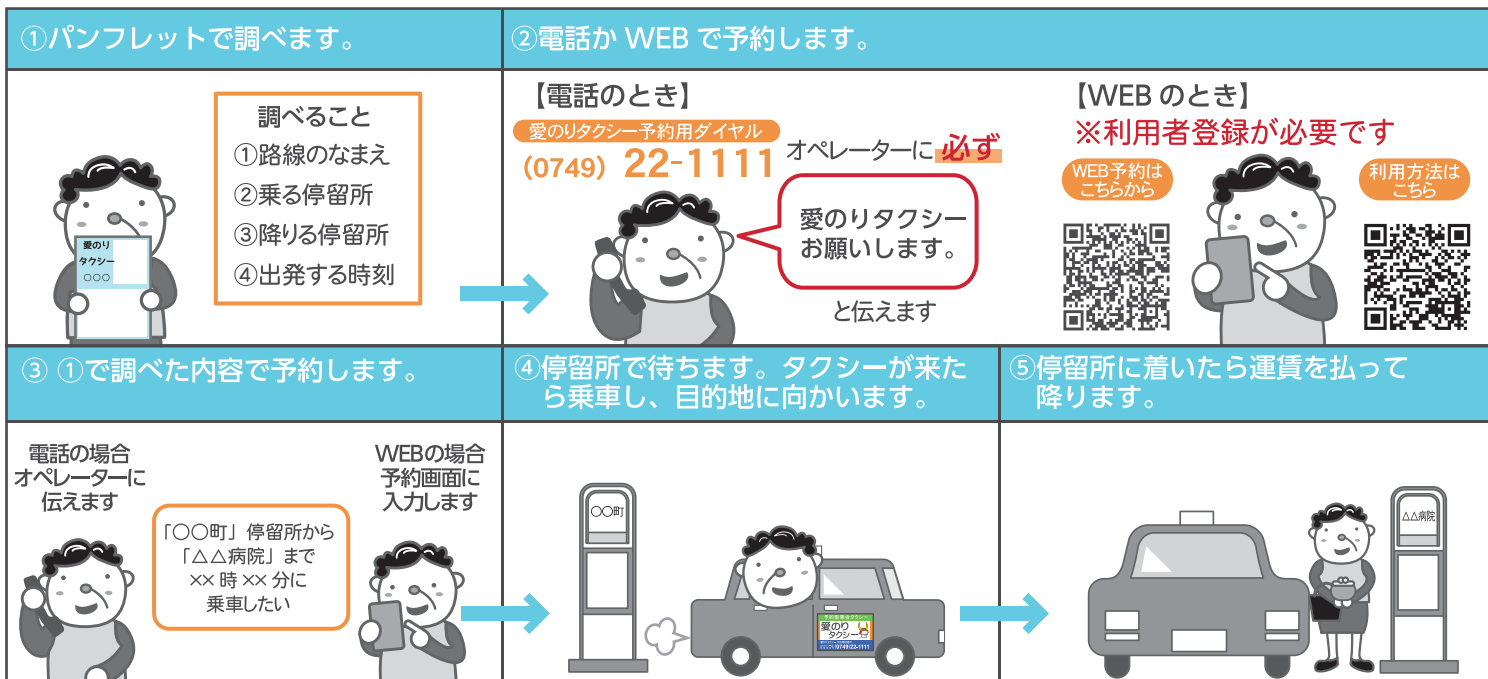 ①パンフレットで調べます。
調べること
①路線のなまえ
②乗る停留所
③降りる停留所
④出発する時刻
愛のり
タクシー
○○○
②電話か WEB で予約します。
【電話のとき】
愛のりタクシー予約用ダイヤル
(0749) 22-1111
オペレーターに 必ず
愛のりタクシー
お願いします。
と伝えます
【WEB のとき】
※利用者登録が必要です
WEB予約は
こちらから
利用方法は
こちら
③ ①で調べた内容で予約します。
電話の場合
オペレーターに
伝えます
「○○町」停留所から
「△△病院」まで
×× 時 ×× 分に
乗車したい
WEBの場合
予約画面に
入力します
④停留所で待ちます。タクシーが来た
ら乗車し、目的地に向かいます。
○○町
愛のり
タクシー
(0749)22-1111
⑤停留所に着いたら運賃を払って
降ります。
△△病院